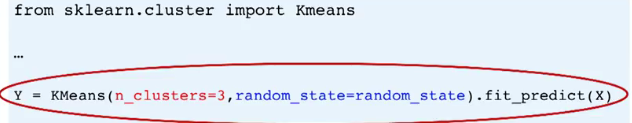 from sklearn.cluster import Kmeans
…
Y = KMeans(n_clusters=3,random_state=random_state).fit_predict(X)